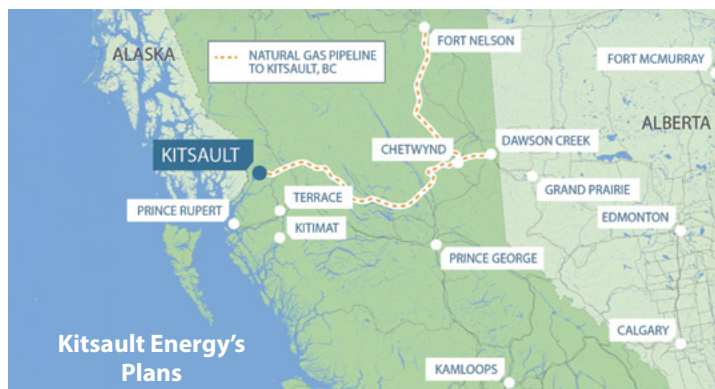 ALASKA
NATURAL GAS PIPELINE
TO KITSAULT, BC
FORT NELSON
FORT MCMURRAY
ALBERTA
KITSAULT
CHETWYND
DAWSON CREEK
GRAND PRAIRIE
TERRACE
PRINCE RUPERT
KITIMAT
EDMONTON
PRINCE GEORGE
Kitsault Energy's
Plans
CALGARY
KAMLOOPS